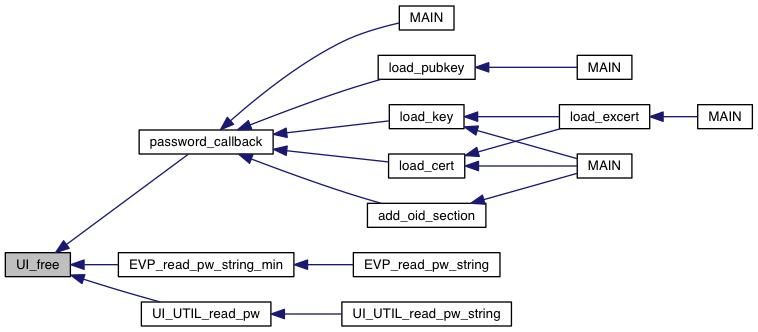 MAIN
load_pubkey
MAIN
load_key
load_excert
MAIN
password_callback
load_cert
MAIN
add_oid_section
UI_free
EVP_read_pw_string_min
EVP_read_pw_string
UI_UTIL_read_pw
UI_UTIL_read_pw_string